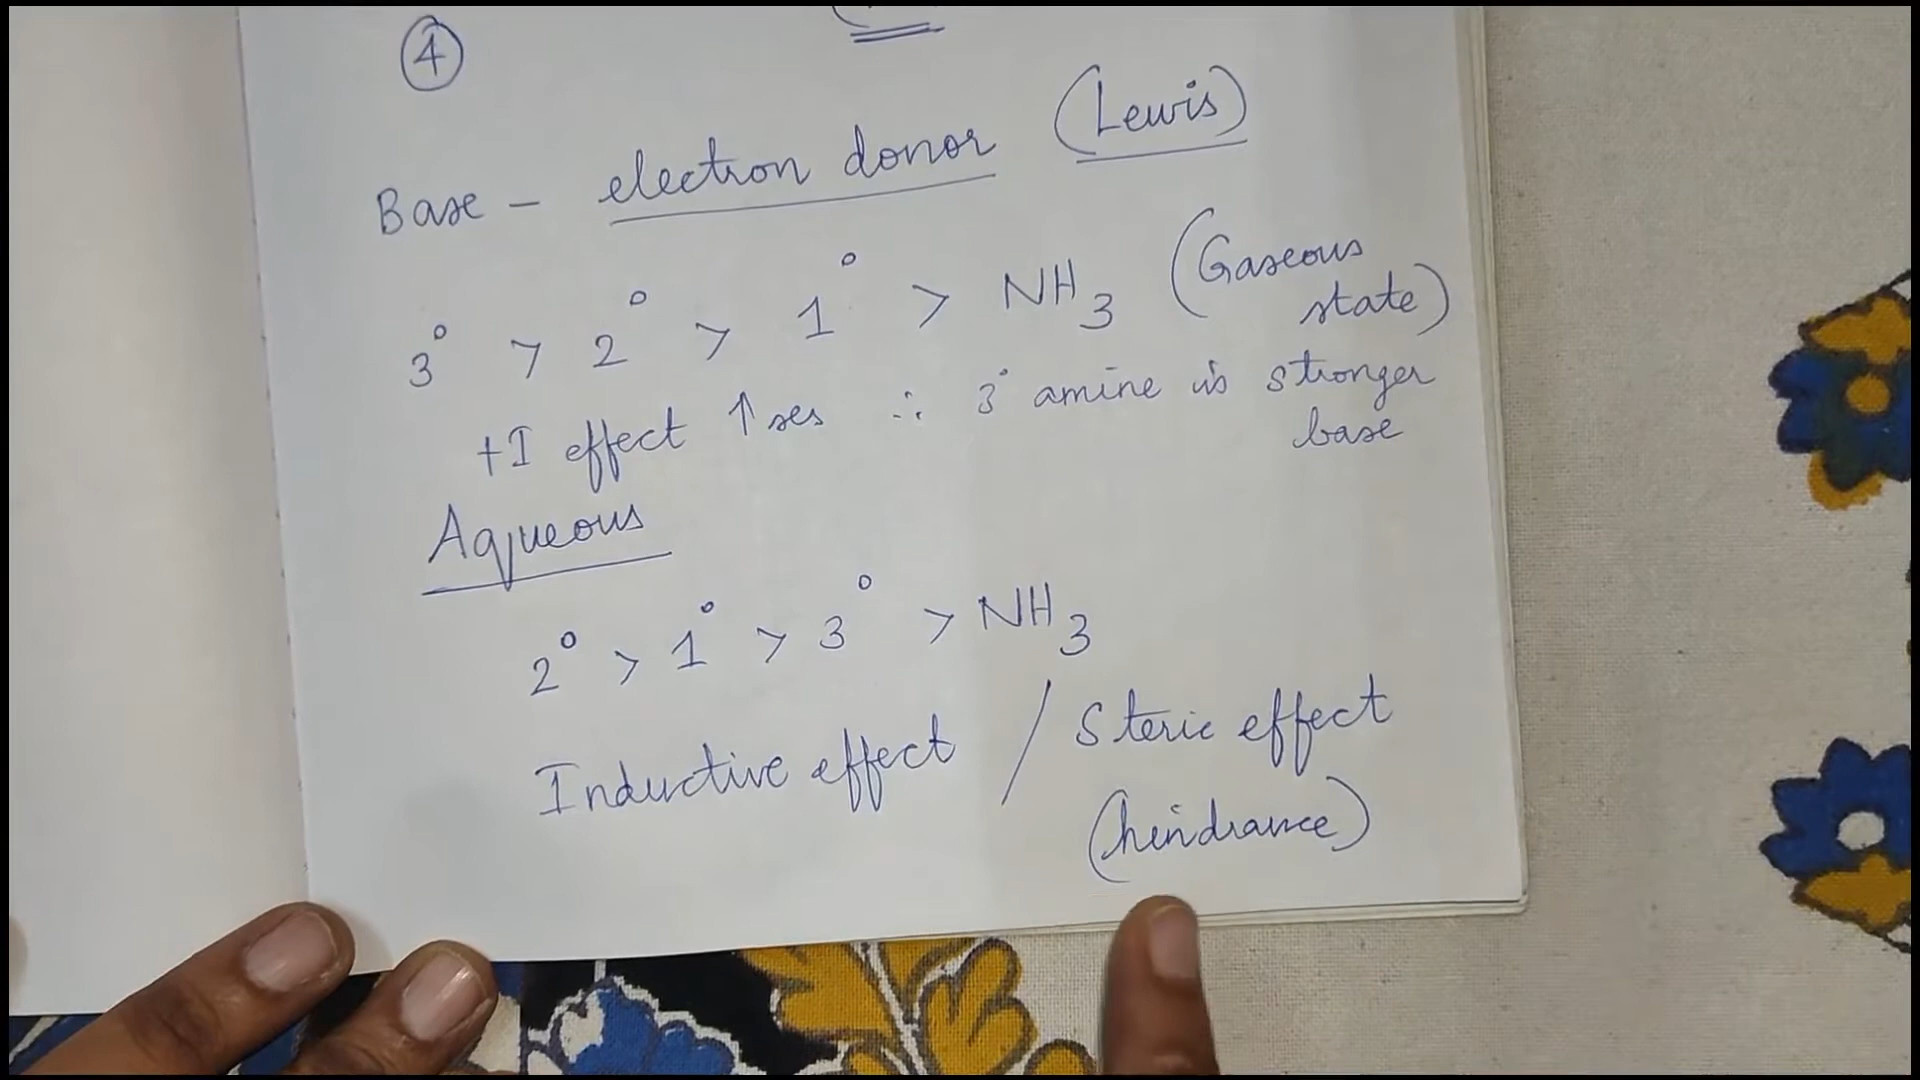 4
Base - electron donor (Lewis)
3° > 2° > 1° > NH3 (Gaseous
state)
+I effect ↑ses ∴ 3° amine is stronger
base
Aqueous
2° > 1° > 3° > NH3
Inductive effect / Steric effect
(hindrance)